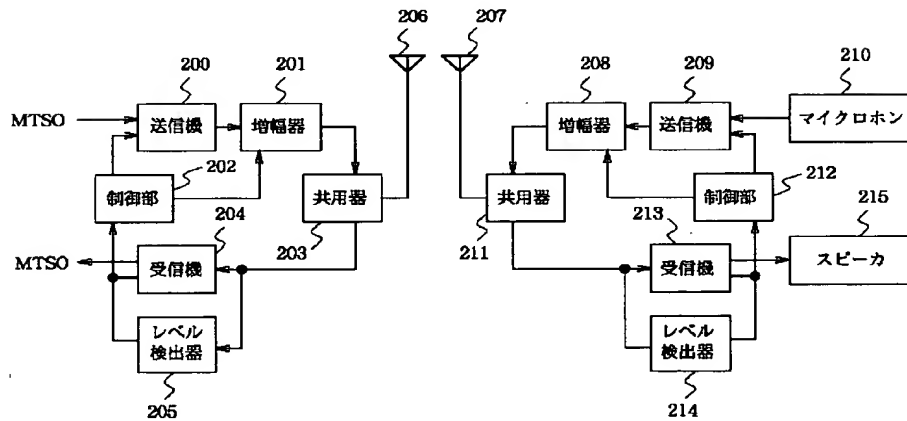 206
207
200
201
208
209
210
MTSO
送信機
増幅器
増幅器
送信機
マイクロホン
202
212
制御部
共用器
共用器
制御部
204
203
211
213
215
MTSO
受信機
受信機
スピーカ
レベル
検出器
レベル
検出器
205
214